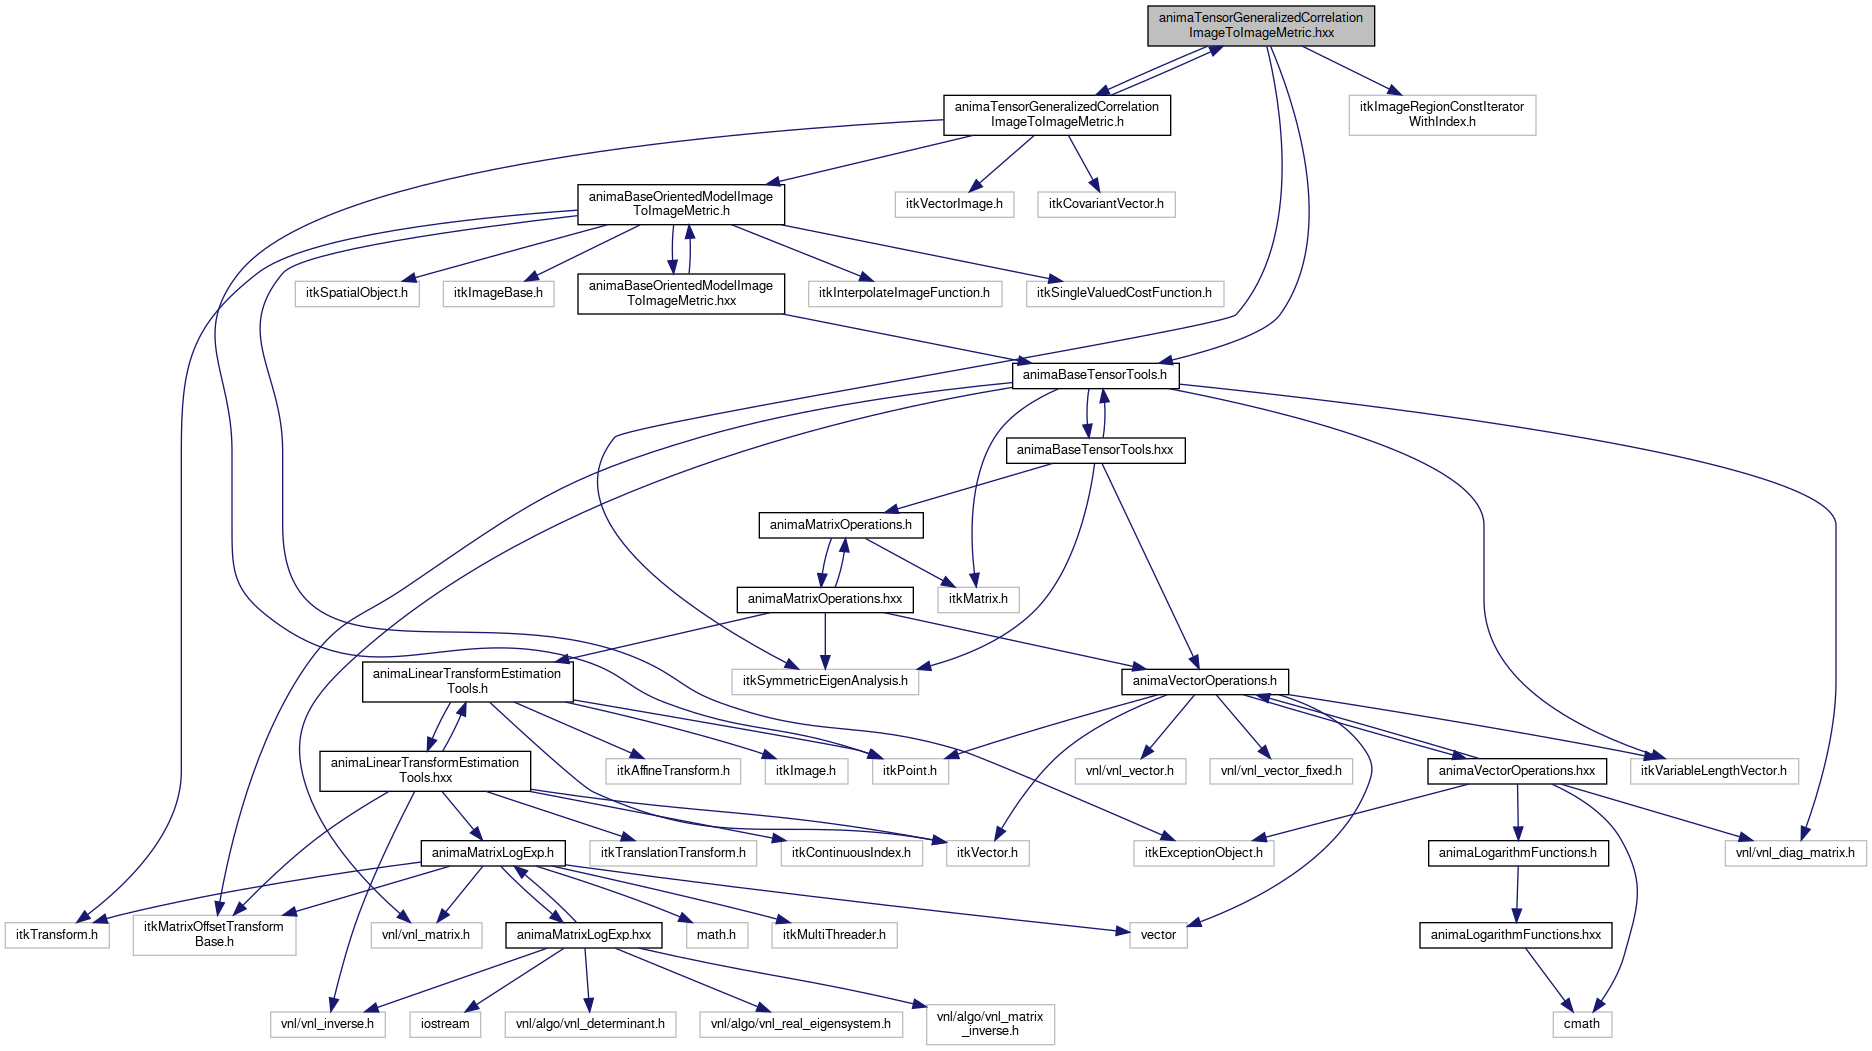 animaTensorGeneralizedCorrelation
ImageToImageMetric.hxx
animaTensorGeneralizedCorrelation
ImageToImageMetric.h
itkImageRegionConstIterator
WithIndex.h
animaBaseOrientedModelImage
ToImageMetric.h
itkVectorImage.h
itkCovariantVector.h
itkSpatialObject.h
itkImageBase.h
animaBaseOrientedModelImage
ToImageMetric.hxx
itkInterpolateImageFunction.h
itkSingleValuedCostFunction.h
animaBaseTensorTools.h
animaBaseTensorTools.hxx
animaMatrixOperations.h
animaMatrixOperations.hxx
itkMatrix.h
animaLinearTransformEstimation
Tools.h
itkSymmetricEigenAnalysis.h
animaVectorOperations.h
animaLinearTransformEstimation
Tools.hxx
itkAffineTransform.h
itkImage.h
itkPoint.h
vnl/vnl_vector.h
vnl/vnl_vector_fixed.h
animaVectorOperations.hxx
itkVariableLengthVector.h
animaMatrixLogExp.h
itkTranslationTransform.h
itkContinuousIndex.h
itkVector.h
itkExceptionObject.h
animaLogarithmFunctions.h
vnl/vnl_diag_matrix.h
itkTransform.h
itkMatrixOffsetTransform
Base.h
vnl/vnl_matrix.h
animaMatrixLogExp.hxx
math.h
itkMultiThreader.h
vector
animaLogarithmFunctions.hxx
vnl/vnl_inverse.h
iostream
vnl/algo/vnl_determinant.h
vnl/algo/vnl_real_eigensystem.h
vnl/algo/vnl_matrix
_inverse.h
cmath